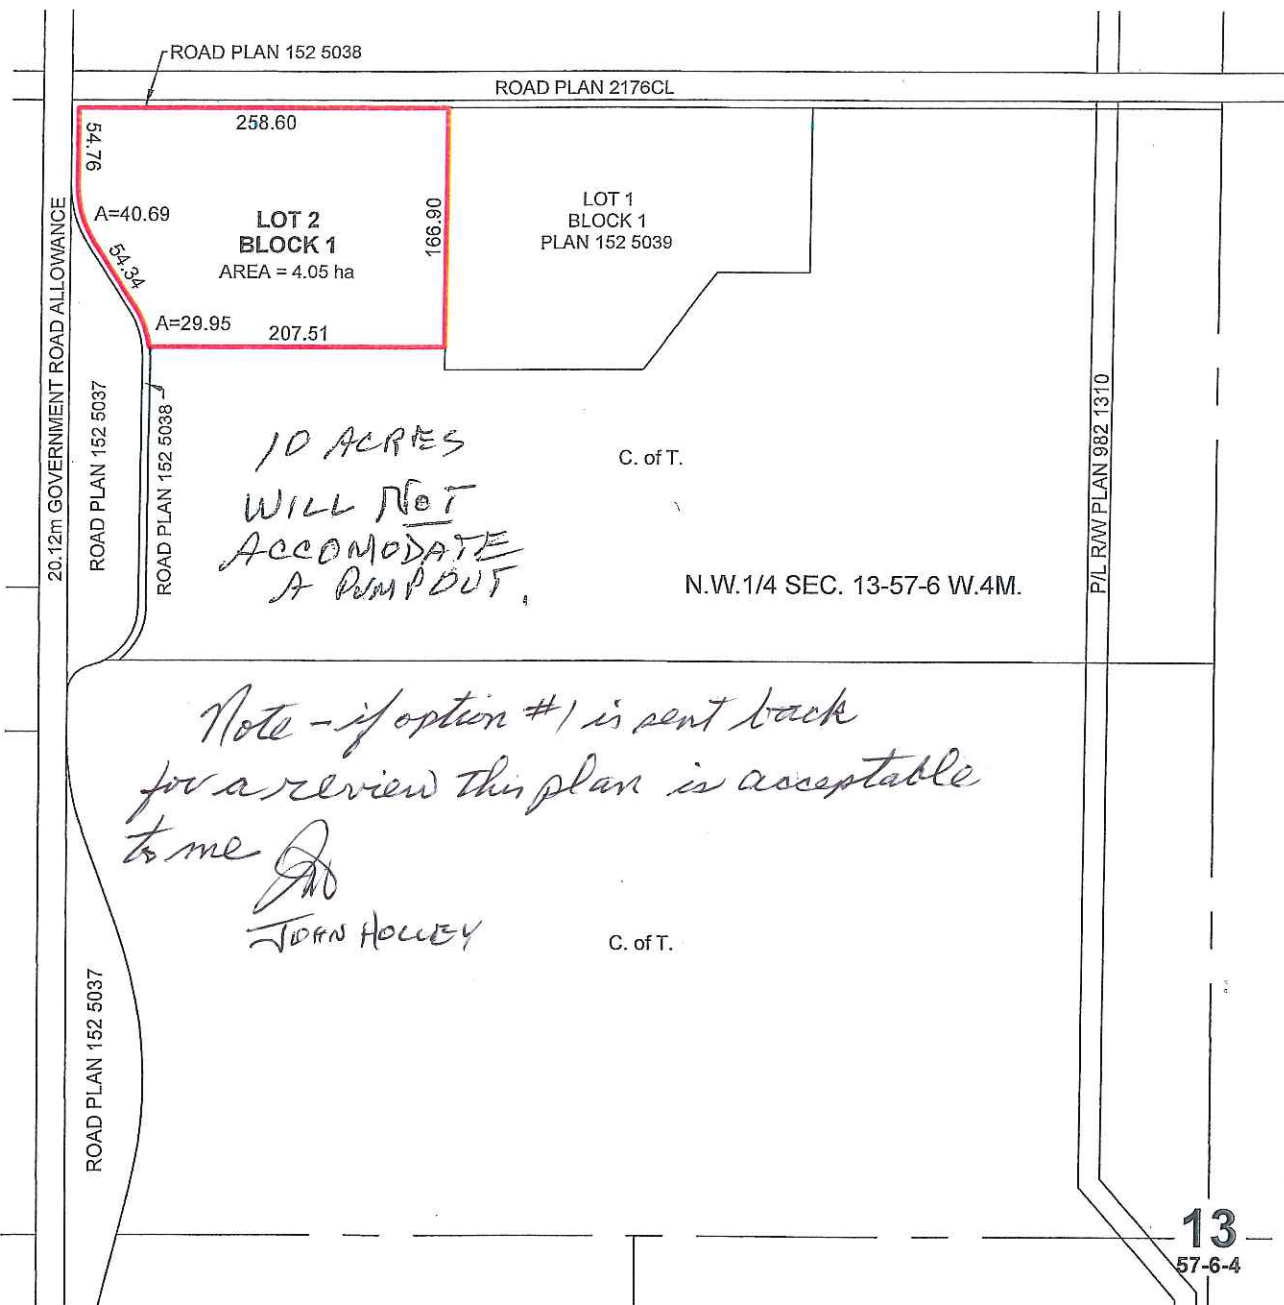 ROAD PLAN 152 5038
ROAD PLAN 2176CL
258.60
54.76
A=40.69
54.34
LOT 2
BLOCK 1
AREA = 4.05 ha
166.90
A=29.95
207.51
LOT 1
BLOCK 1
PLAN 152 5039
20.12m GOVERNMENT ROAD ALLOWANCE
ROAD PLAN 152 5037
ROAD PLAN 152 5038
P/L R/W PLAN 982 1310
10 ACRES
WILL NOT
ACCOMODATE
A PUMPOUT.
C. of T.
N.W.1/4 SEC. 13-57-6 W.4M.
Note - if option #1 is sent back
for a review this plan is acceptable
to me
JOHN HOLLEY
C. of T.
ROAD PLAN 152 5037
13
57-6-4